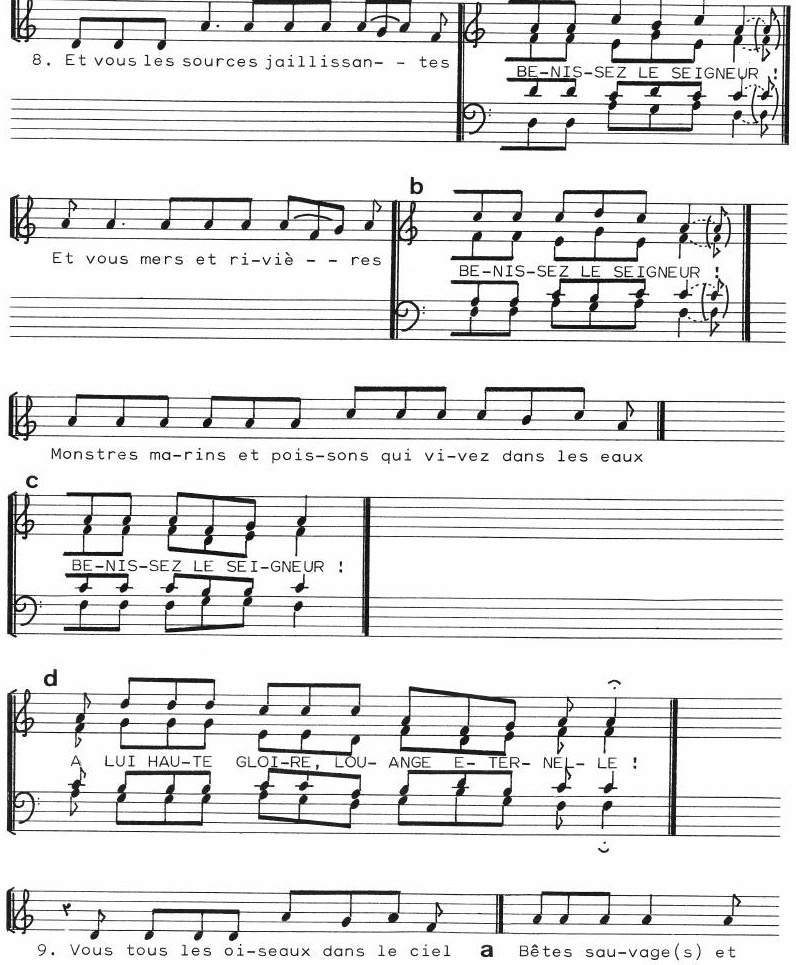 8. Et vous les sources jaillissan- - tes
BE-NIS-SEZ LE SEIGNEUR !
b
Et vous mers et ri-viè - - res
BE-NIS-SEZ LE SEIGNEUR !
Monstres ma-rins et pois-sons qui vi-vez dans les eaux
c
BE-NIS-SEZ LE SEI-GNEUR !
d
A LUI HAU-TE GLOI-RE, LOU- ANGE E- TER- NEL- LE !
9. Vous tous les oi-seaux dans le ciel a Bêtes sau-vage(s) et